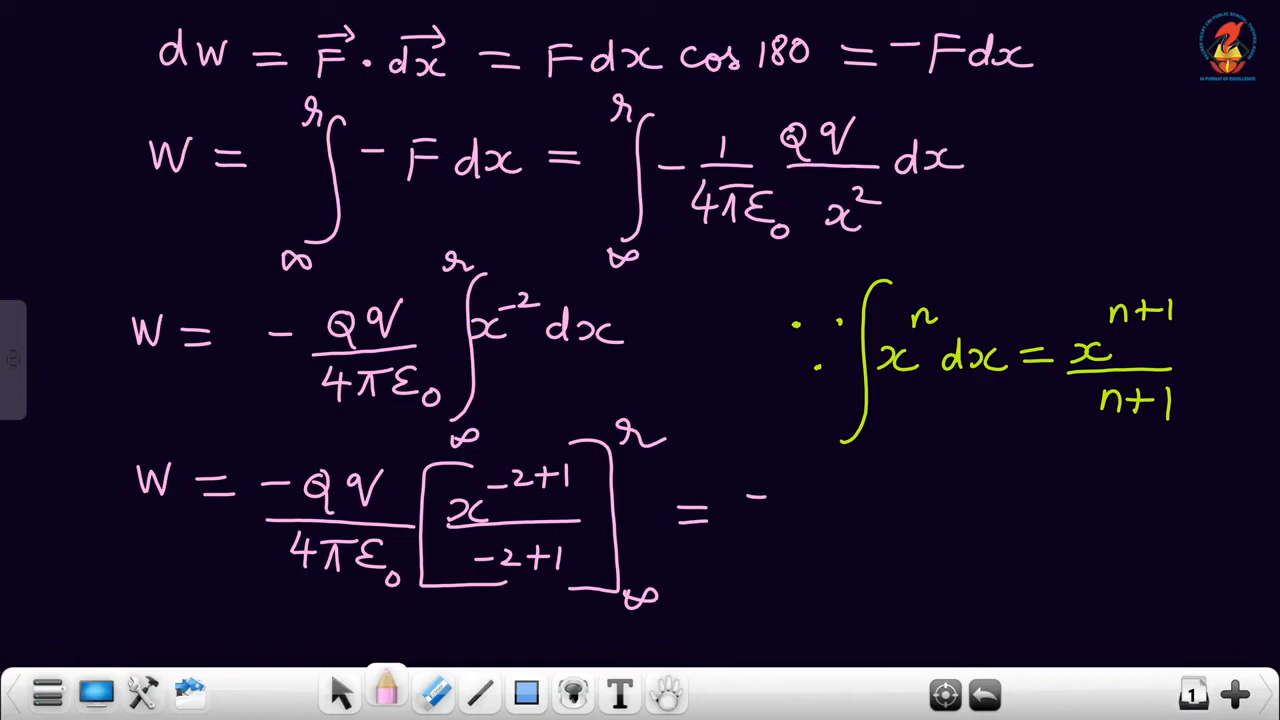 dw = F⃗ · dx⃗ = F dx cos 180 = -F dx
W = ∫_∞^r - F dx = ∫_∞^r - 1/4πε₀ Qq/x² dx
W = - Qq/4πε₀ ∫_∞^r x⁻² dx ∵ ∫ xⁿ dx = x^(n+1)/n+1
W = -Qq/4πε₀ [x^(-2+1)/-2+1]_∞^r = -
T
1